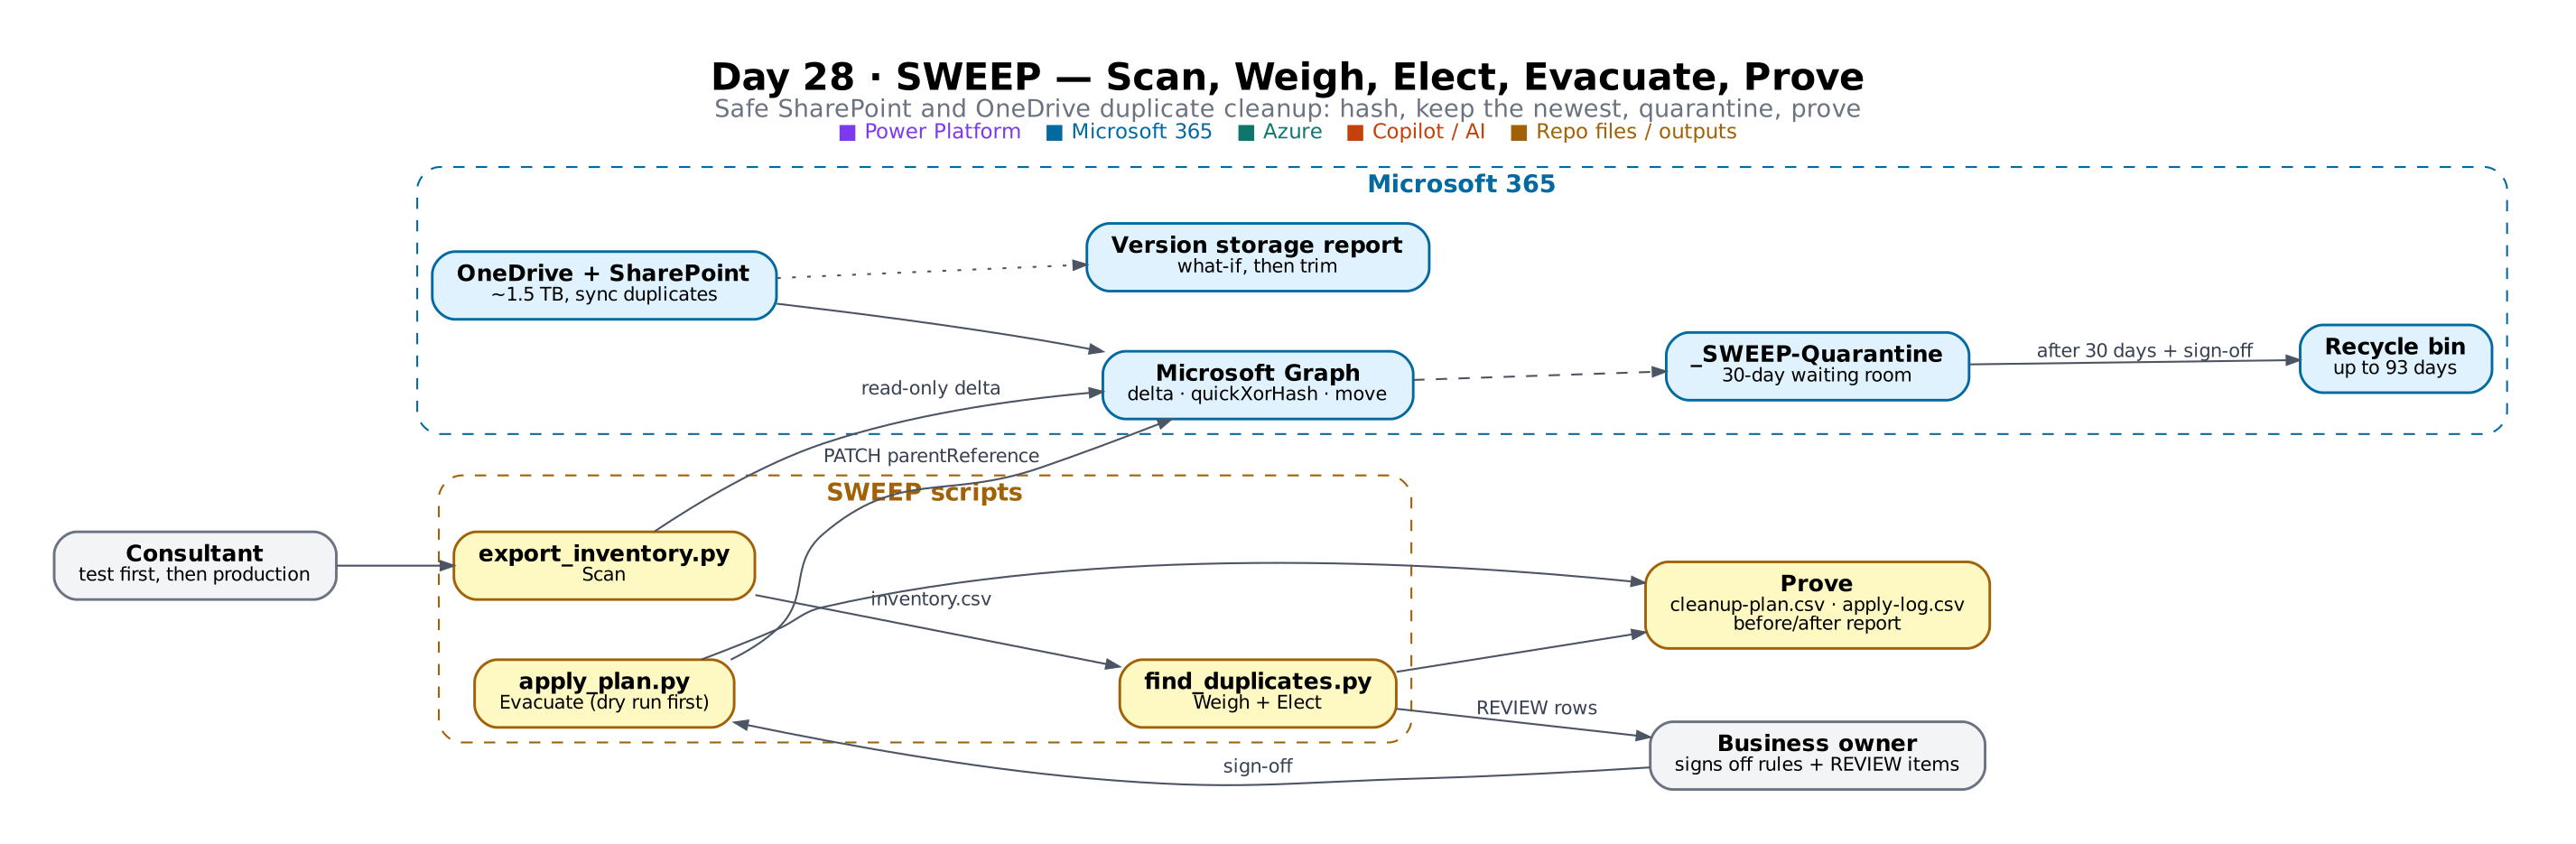 Day 28 · SWEEP — Scan, Weigh, Elect, Evacuate, Prove
Safe SharePoint and OneDrive duplicate cleanup: hash, keep the newest, quarantine, prove
Power Platform Microsoft 365 Azure Copilot / AI Repo files / outputs
Microsoft 365
OneDrive + SharePoint
~1.5 TB, sync duplicates
Version storage report
what-if, then trim
Microsoft Graph
delta · quickXorHash · move
_SWEEP-Quarantine
30-day waiting room
after 30 days + sign-off
Recycle bin
up to 93 days
read-only delta
PATCH parentReference
SWEEP scripts
Consultant
test first, then production
export_inventory.py
Scan
inventory.csv
apply_plan.py
Evacuate (dry run first)
find_duplicates.py
Weigh + Elect
Prove
cleanup-plan.csv · apply-log.csv
before/after report
REVIEW rows
Business owner
signs off rules + REVIEW items
sign-off